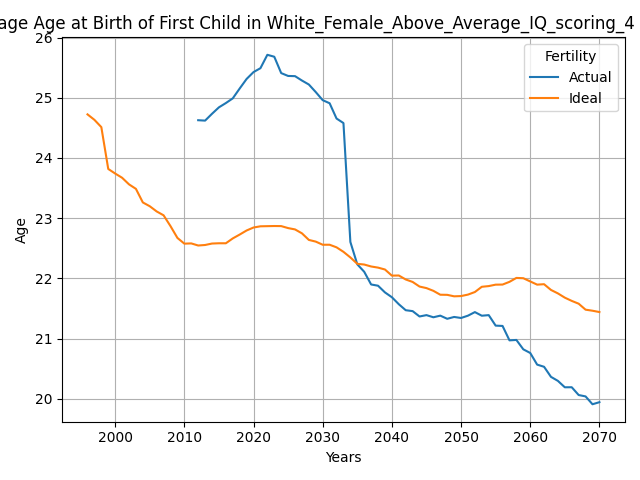 age Age at Birth of First Child in White_Female_Above_Average_IQ_scoring_4
Fertility
Actual
Ideal
26
25
24
23
22
21
20
Age
2000
2010
2020
2030
2040
2050
2060
2070
Years